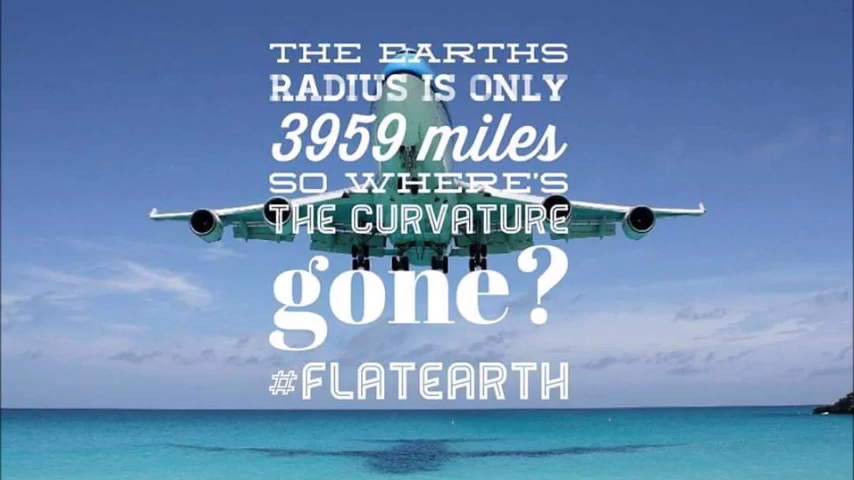 THE EARTHS
RADIUS IS ONLY
3959 miles
SO WHERE'S
THE CURVATURE
gone?
#FLATEARTH